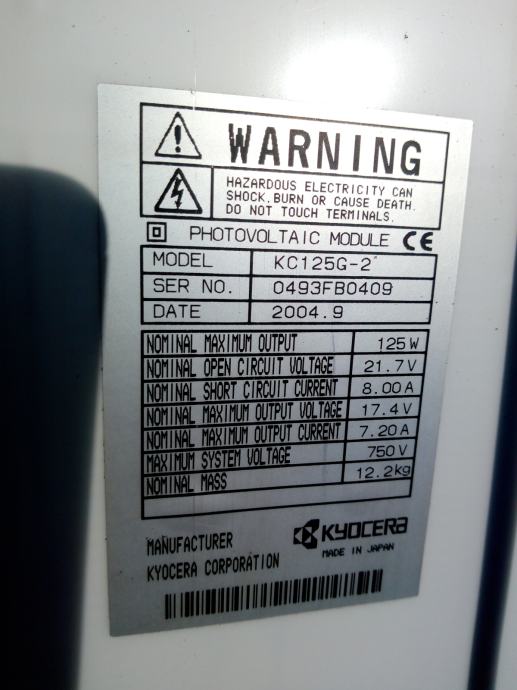 WARNING
HAZARDOUS ELECTRICITY CAN
SHOCK, BURN OR CAUSE DEATH.
DO NOT TOUCH TERMINALS.
PHOTOVOLTAIC MODULE CE
MODEL KC125G-2
SER NO. 0493FB0409
DATE 2004.9
NOMINAL MAXIMUM OUTPUT 125W
NOMINAL OPEN CIRCUIT VOLTAGE 21.7V
NOMINAL SHORT CIRCUIT CURRENT 8.00A
NOMINAL MAXIMUM OUTPUT VOLTAGE 17.4V
NOMINAL MAXIMUM OUTPUT CURRENT 7.20A
MAXIMUM SYSTEM VOLTAGE 750V
NOMINAL MASS 12.2kg
KYOCERA
MADE IN JAPAN
MANUFACTURER
KYOCERA CORPORATION